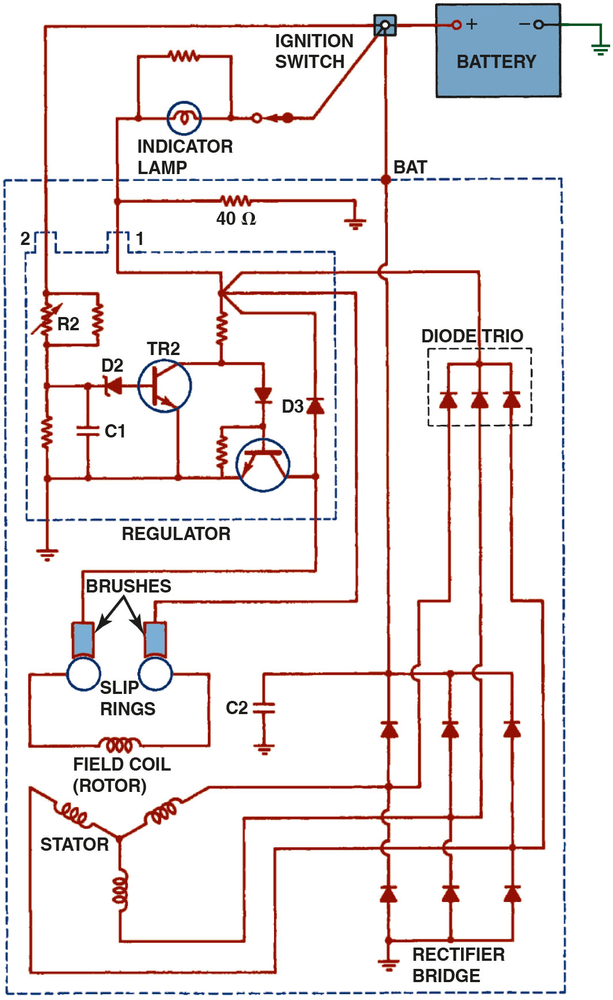 IGNITION
SWITCH
+ −
BATTERY
INDICATOR
LAMP
BAT
40 Ω
2
1
R2
TR2
DIODE TRIO
D2
D3
C1
REGULATOR
BRUSHES
SLIP
RINGS
C2
FIELD COIL
(ROTOR)
STATOR
RECTIFIER
BRIDGE